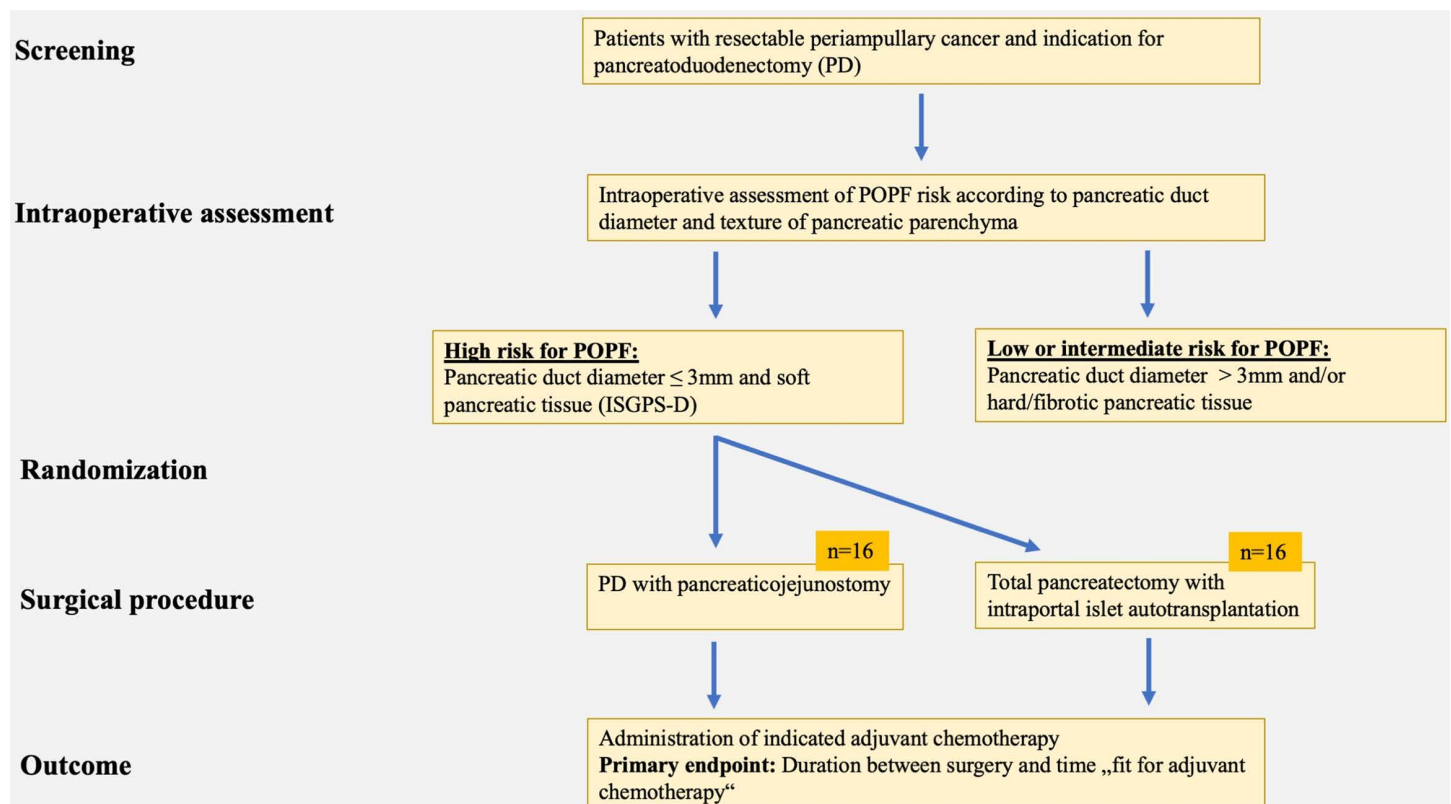 Screening
Patients with resectable periampullary cancer and indication for
pancreatoduodenectomy (PD)
Intraoperative assessment
Intraoperative assessment of POPF risk according to pancreatic duct
diameter and texture of pancreatic parenchyma
High risk for POPF:
Pancreatic duct diameter ≤ 3mm and soft
pancreatic tissue (ISGPS-D)
Low or intermediate risk for POPF:
Pancreatic duct diameter > 3mm and/or
hard/fibrotic pancreatic tissue
Randomization
Surgical procedure
n=16
PD with pancreaticojejunostomy
n=16
Total pancreatectomy with
intraportal islet autotransplantation
Outcome
Administration of indicated adjuvant chemotherapy
Primary endpoint: Duration between surgery and time „fit for adjuvant
chemotherapy“